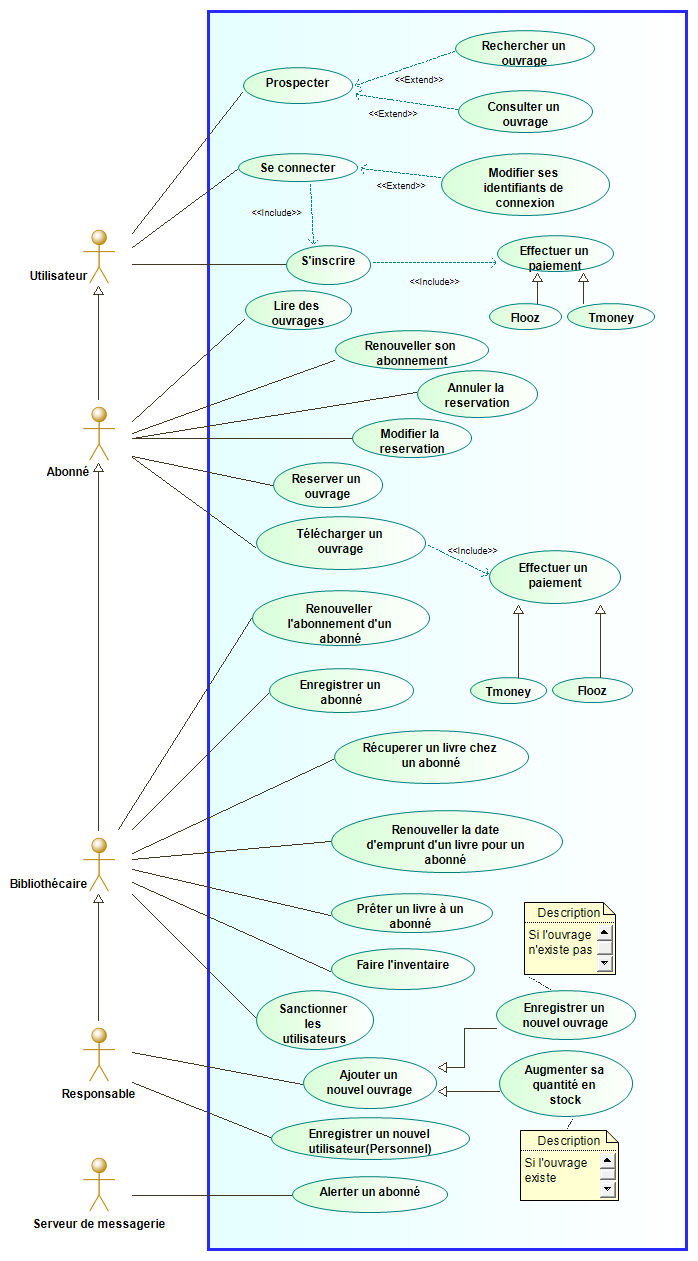 Rechercher un
ouvrage
Prospecter
<<Extend>>
Consulter un
ouvrage
<<Extend>>
Se connecter
Modifier ses
identifiants de
connexion
<<Extend>>
<<Include>>
Utilisateur
S'inscrire
Effectuer un
paiement
<<Include>>
Lire des
ouvrages
Flooz
Tmoney
Renouveller son
abonnement
Annuler la
reservation
Abonné
Modifier la
reservation
Reserver un
ouvrage
Télécharger un
ouvrage
<<Include>>
Effectuer un
paiement
Renouveller
l'abonnement d'un
abonné
Enregistrer un
abonné
Tmoney
Flooz
Récuperer un livre chez
un abonné
Renouveller la date
d'emprunt d'un livre pour un
abonné
Bibliothécaire
Prêter un livre à un
abonné
Description
Si l'ouvrage
n'existe pas
Faire l'inventaire
Sanctionner
les
utilisateurs
Enregistrer un
nouvel ouvrage
Responsable
Ajouter un
nouvel ouvrage
Augmenter sa
quantité en
stock
Enregistrer un nouvel
utilisateur(Personnel)
Description
Si l'ouvrage
existe
Serveur de messagerie
Alerter un abonné